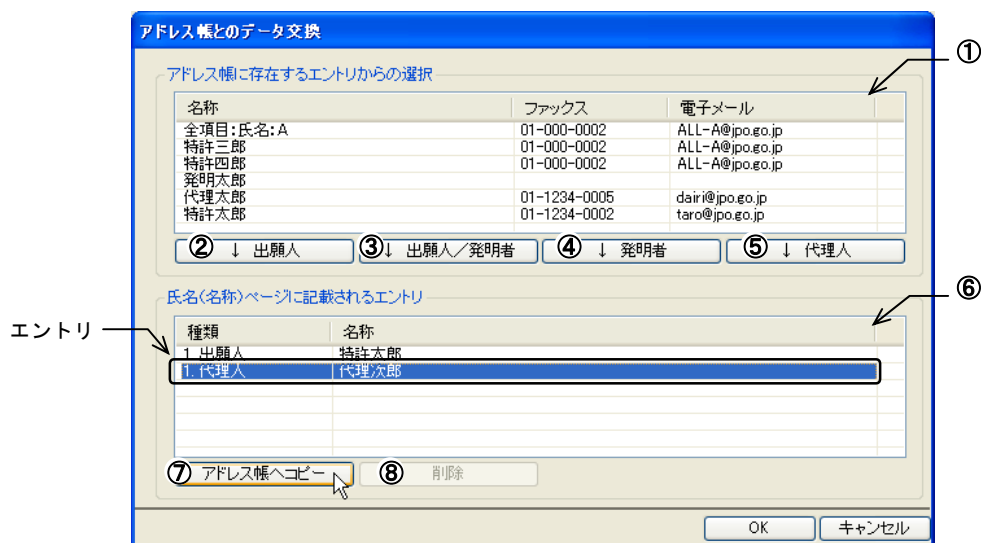 アドレス帳とのデータ交換
①
アドレス帳に存在するエントリからの選択
名称 ファックス 電子メール
全項目:氏名:A 01-000-0002 ALL-A@jpo.go.jp
特許三郎 01-000-0002 ALL-A@jpo.go.jp
特許四郎 01-000-0002 ALL-A@jpo.go.jp
発明太郎
代理太郎 01-1234-0005 dairi@jpo.go.jp
特許太郎 01-1234-0002 taro@jpo.go.jp
② ↓ 出願人 ③ ↓ 出願人／発明者 ④ ↓ 発明者 ⑤ ↓ 代理人
⑥
氏名(名称)ページに記載されるエントリ
エントリ
種類 名称
1. 出願人 特許太郎
1. 代理人 代理次郎
⑦ アドレス帳へコピー ⑧ 削除
OK キャンセル